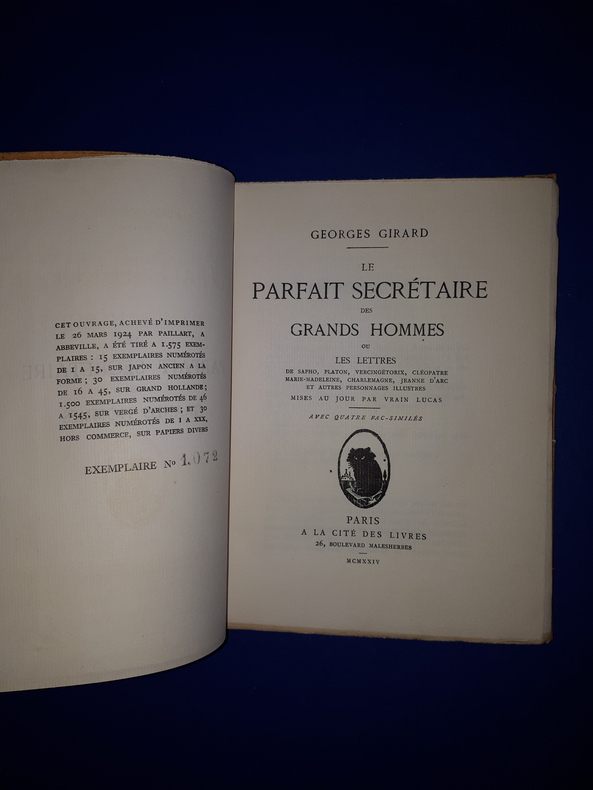 CET OUVRAGE, ACHEVÉ D'IMPRIMER
LE 26 MARS 1924 PAR PAILLART, A
ABBEVILLE, A ÉTÉ TIRÉ A 1.575 EXEM-
PLAIRES : 15 EXEMPLAIRES NUMÉROTÉS
DE 1 A 15, SUR JAPON ANCIEN A LA
FORME ; 30 EXEMPLAIRES NUMÉROTÉS
DE 16 A 45, SUR GRAND HOLLANDE ;
1.500 EXEMPLAIRES NUMÉROTÉS DE 46
A 1545, SUR VERGÉ D'ARCHES ; ET 30
EXEMPLAIRES NUMÉROTÉS DE I A XXX,
HORS COMMERCE, SUR PAPIERS DIVERS
EXEMPLAIRE No 1.072
GEORGES GIRARD
LE
PARFAIT SECRÉTAIRE
DES
GRANDS HOMMES
OU
LES LETTRES
DE SAPHO, PLATON, VERCINGÉTORIX, CLÉOPATRE
MARIE-MADELEINE, CHARLEMAGNE, JEANNE D'ARC
ET AUTRES PERSONNAGES ILLUSTRES
MISES AU JOUR PAR VRAIN LUCAS
AVEC QUATRE FAC-SIMILÉS
PARIS
A LA CITÉ DES LIVRES
26, BOULEVARD MALESHERBES
MCMXXIV